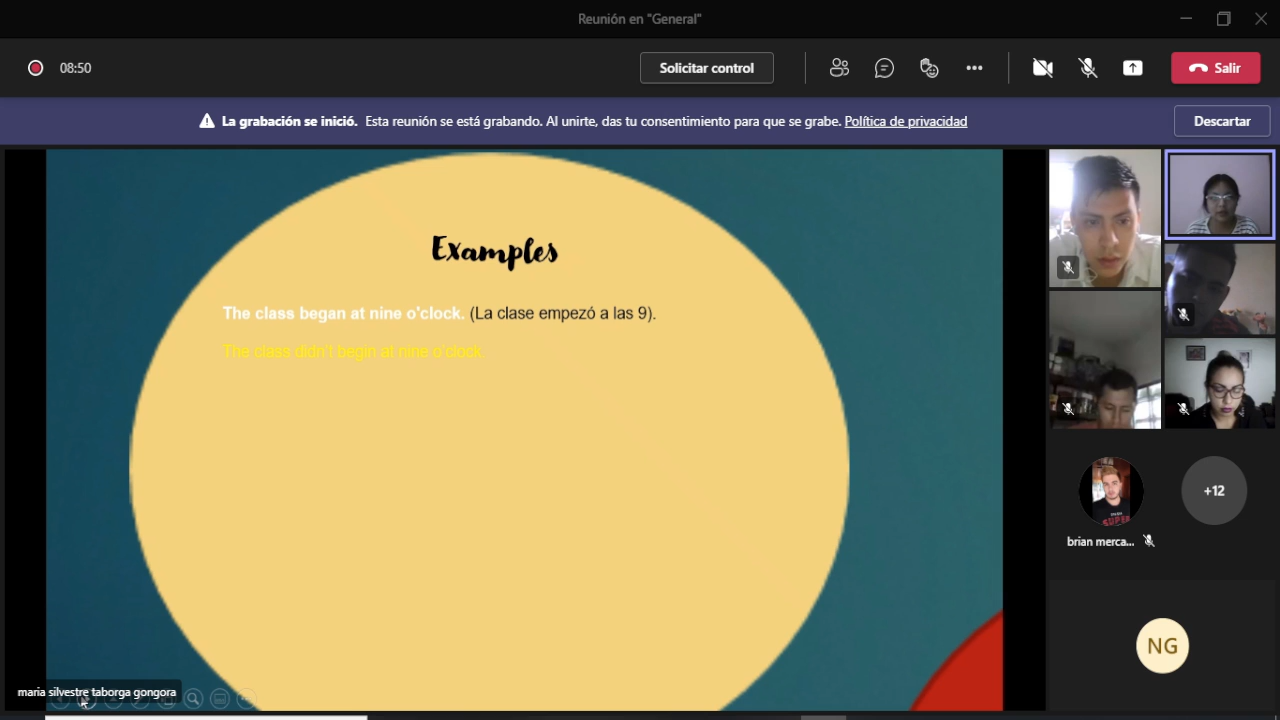 Reunión en "General"
08:50
Solicitar control
Salir
La grabación se inició. Esta reunión se está grabando. Al unirte, das tu consentimiento para que se grabe. Política de privacidad
Descartar
Examples
The class began at nine o'clock. (La clase empezó a las 9).
The class didn't begin at nine o'clock.
SUPER
+12
brian merca...
NG
maria silvestre taborga gongora